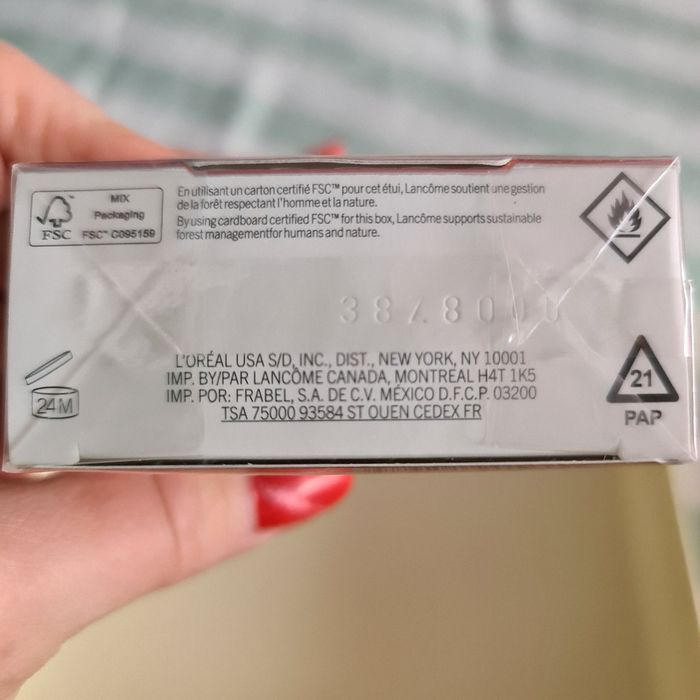 MIX
Packaging
FSC
FSC™ C095159
En utilisant un carton certifié FSC™ pour cet étui, Lancôme soutient une gestion
de la forêt respectant l'homme et la nature.
By using cardboard certified FSC™ for this box, Lancôme supports sustainable
forest managementfor humans and nature.
L'ORÉAL USA S/D, INC., DIST., NEW YORK, NY 10001
IMP. BY/PAR LANCÔME CANADA, MONTREAL H4T 1K5
IMP. POR: FRABEL, S.A. DE C.V. MÉXICO D.F.C.P. 03200
TSA 75000 93584 ST OUEN CEDEX FR
24M
21
PAP